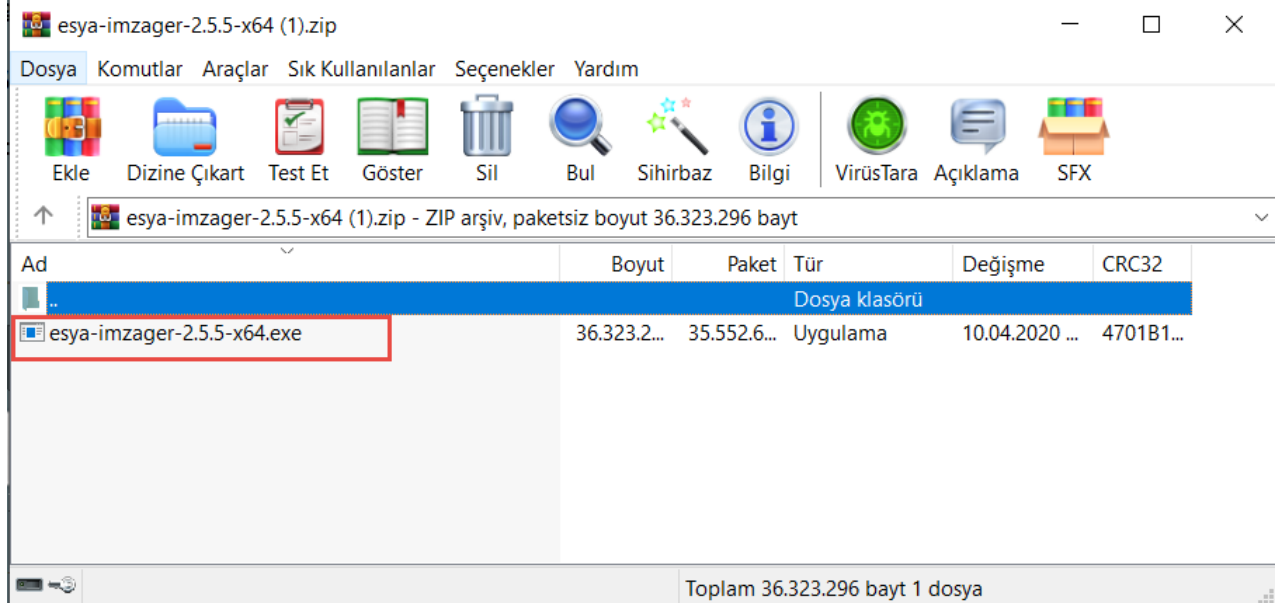 esya-imzager-2.5.5-x64 (1).zip
Dosya Komutlar Araçlar Sık Kullanılanlar Seçenekler Yardım
Ekle Dizine Çıkart Test Et Göster Sil Bul Sihirbaz Bilgi VirüsTara Açıklama SFX
esya-imzager-2.5.5-x64 (1).zip - ZIP arşiv, paketsiz boyut 36.323.296 bayt
Ad Boyut Paket Tür Değişme CRC32
.. Dosya klasörü
esya-imzager-2.5.5-x64.exe 36.323.2... 35.552.6... Uygulama 10.04.2020 ... 4701B1...
Toplam 36.323.296 bayt 1 dosya